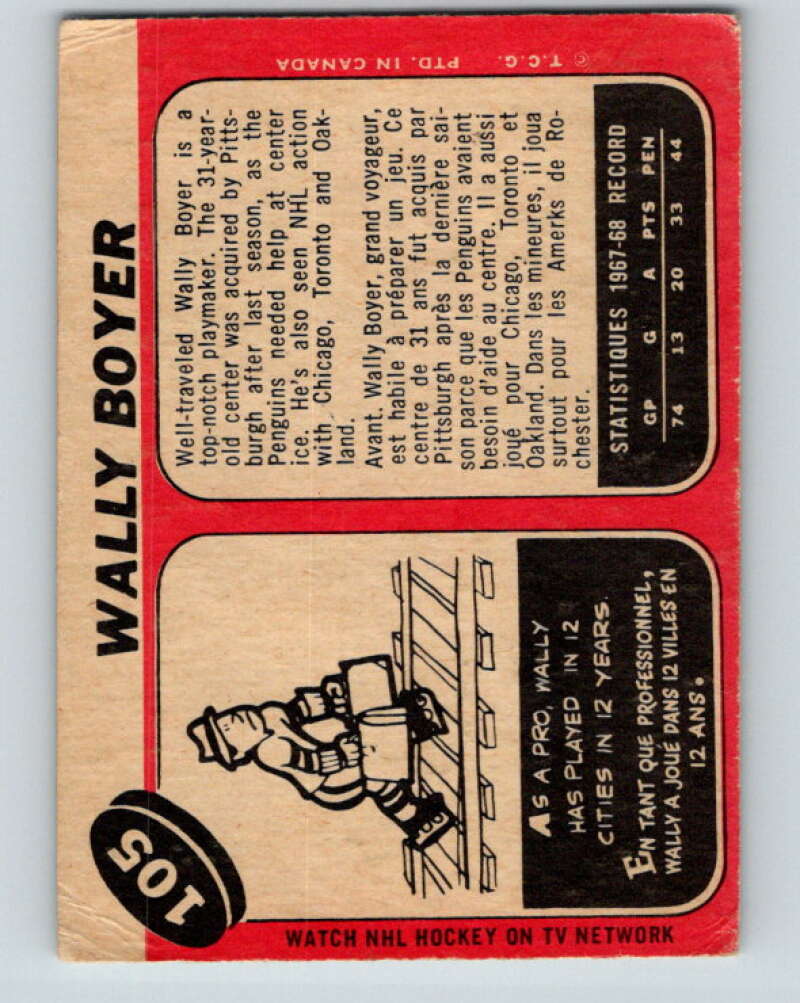 WALLY BOYER
105
Well-traveled Wally Boyer is a
top-notch playmaker. The 31-year-
old center was acquired by Pitts-
burgh after last season, as the
Penguins needed help at center
ice. He's also seen NHL action
with Chicago, Toronto and Oak-
land.
Avant. Wally Boyer, grand voyageur,
est habile à préparer un jeu. Ce
centre de 31 ans fut acquis par
Pittsburgh après la dernière sai-
son parce que les Penguins avaient
besoin d'aide au centre. Il a aussi
joué pour Chicago, Toronto et
Oakland. Dans les mineures, il joua
surtout pour les Amerks de Ro-
chester.
STATISTIQUES 1967-68 RECORD
GP G A PTS PEN
74 13 20 33 44
AS A PRO, WALLY
HAS PLAYED IN 12
CITIES IN 12 YEARS.
EN TANT QUE PROFESSIONNEL,
WALLY A JOUÉ DANS 12 VILLES EN
12 ANS.
WATCH NHL HOCKEY ON TV NETWORK
© T.C.G. PTD. IN CANADA